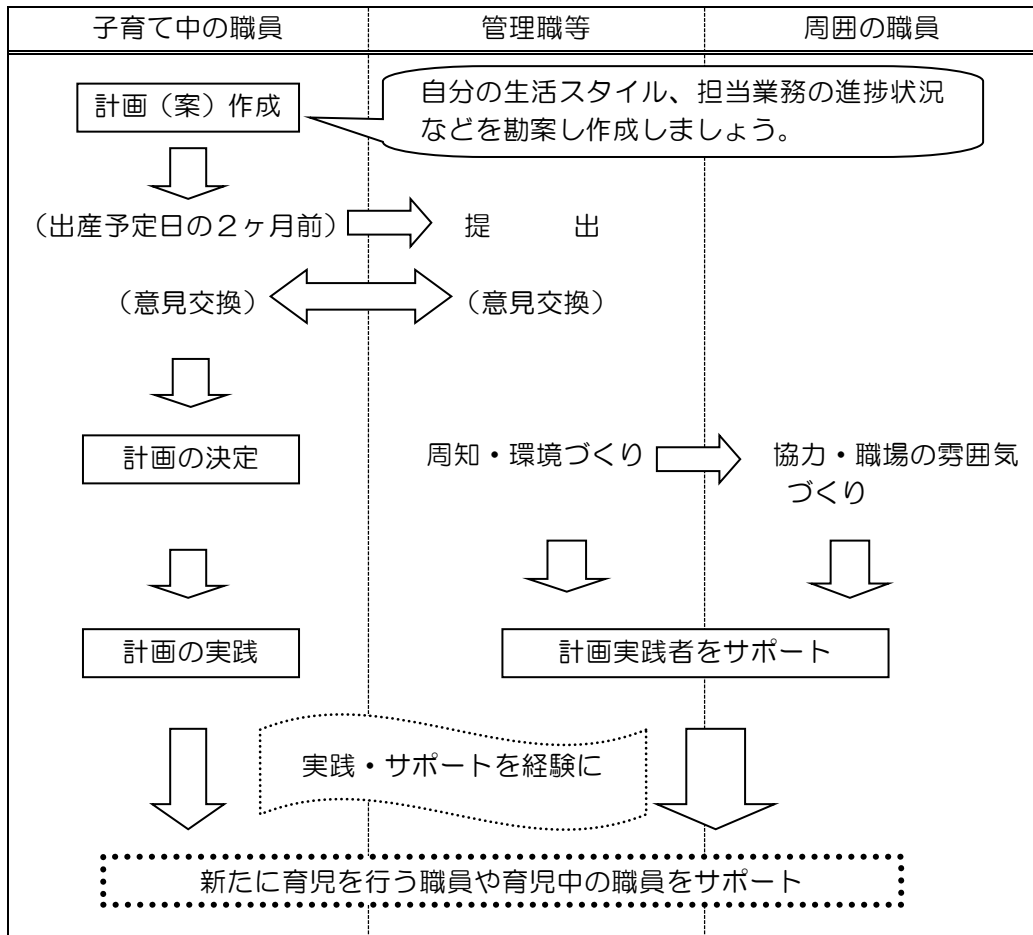 子育て中の職員
管理職等
周囲の職員
計画（案）作成
自分の生活スタイル、担当業務の進捗状況
などを勘案し作成しましょう。
（出産予定日の２ヶ月前）
提　　　出
（意見交換）
（意見交換）
計画の決定
周知・環境づくり
協力・職場の雰囲気
づくり
計画の実践
計画実践者をサポート
実践・サポートを経験に
新たに育児を行う職員や育児中の職員をサポート